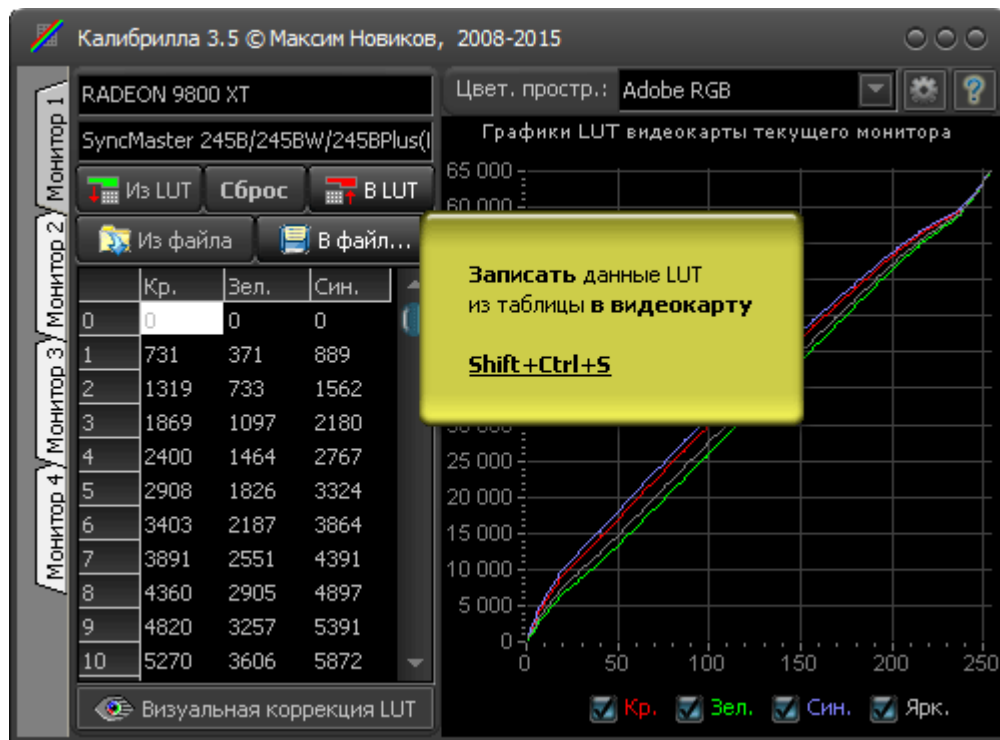 Калибрилла 3.5 © Максим Новиков, 2008-2015
Монитор 1
Монитор 2
Монитор 3
Монитор 4
RADEON 9800 XT
SyncMaster 245B/245BW/245BPlus(
Из LUT
Сброс
В LUT
Из файла
В файл...
Кр. Зел. Син.
0 0 0 0
1 731 371 889
2 1319 733 1562
3 1869 1097 2180
4 2400 1464 2767
5 2908 1826 3324
6 3403 2187 3864
7 3891 2551 4391
8 4360 2905 4897
9 4820 3257 5391
10 5270 3606 5872
Визуальная коррекция LUT
Цвет. простр.: Adobe RGB
?
Графики LUT видеокарты текущего монитора
65 000
60 000
Записать данные LUT
из таблицы в видеокарту
Shift+Ctrl+S
25 000
20 000
15 000
10 000
5 000
0
0 50 100 150 200 250
Кр. Зел. Син. Ярк.